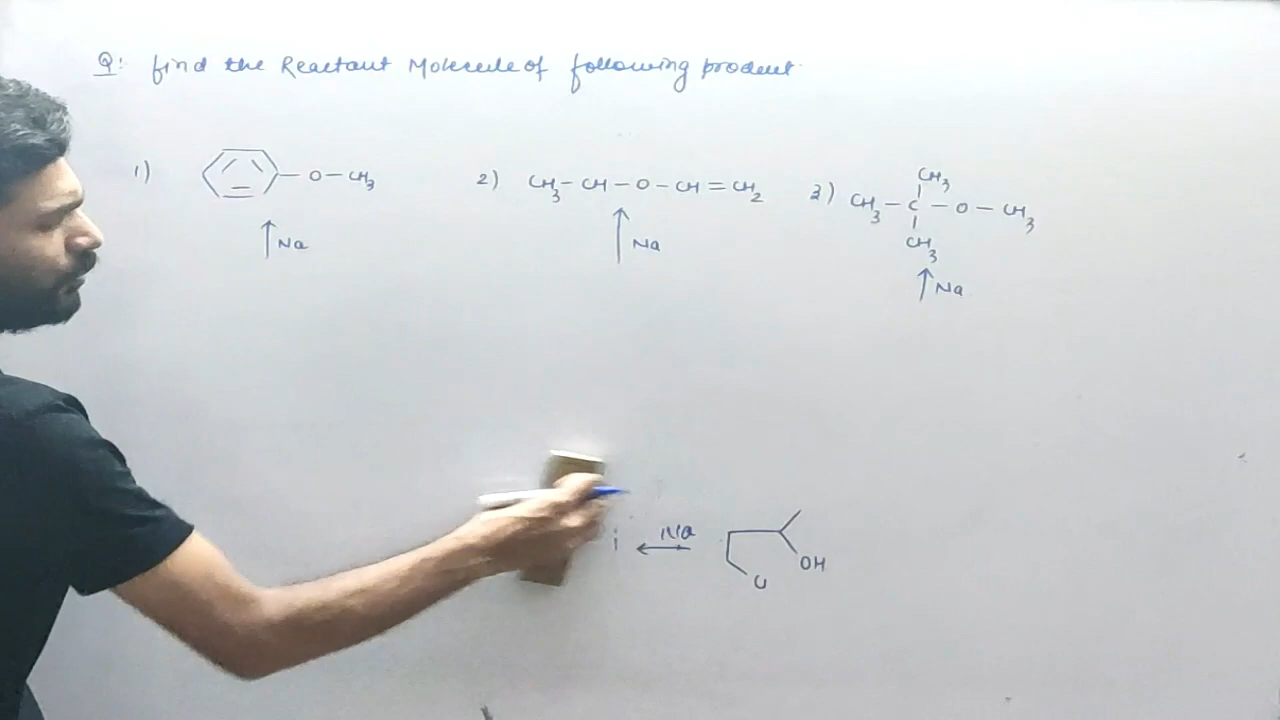 Q: find the Reactant Molecule of following product.
1) O-CH3 2) CH3-CH-O-CH=CH2 3) CH3-C-O-CH3
CH3
CH3
Na Na Na
Na
OH
Cl